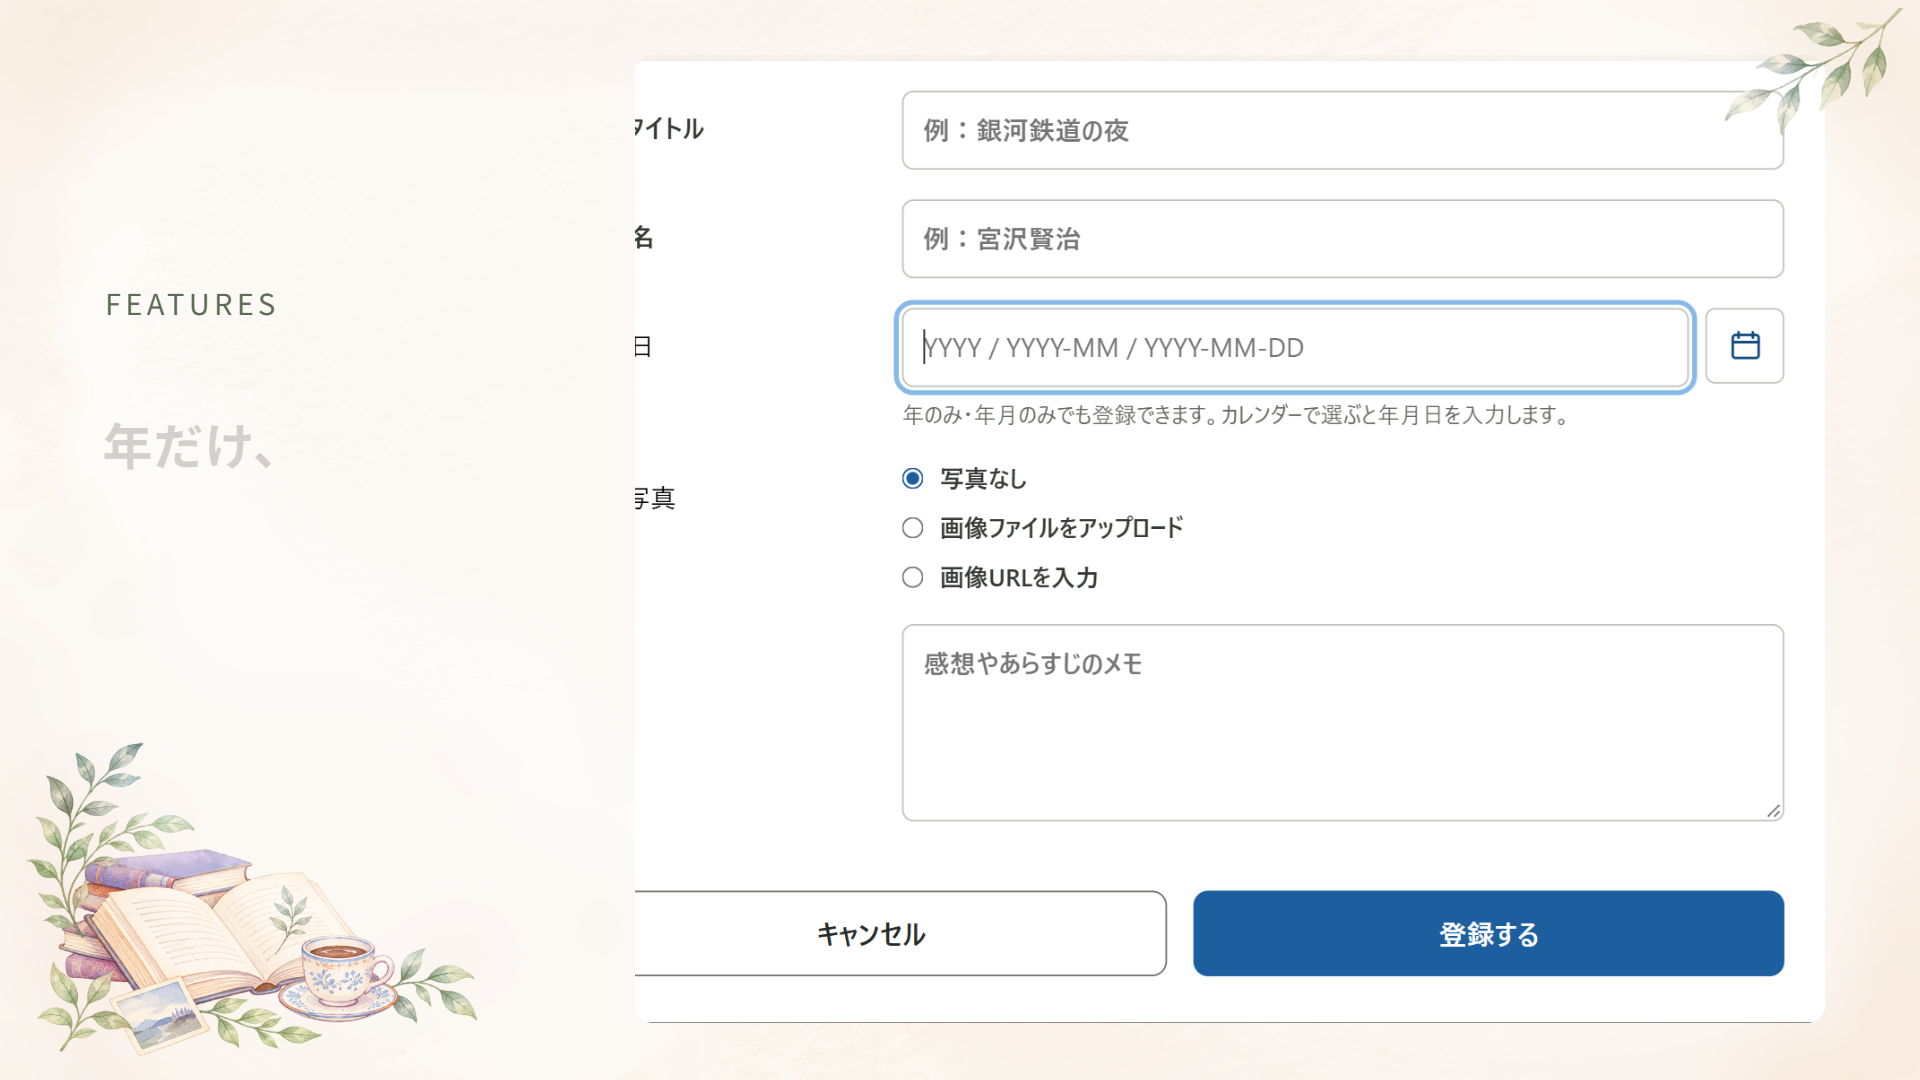 FEATURES
年だけ、
タイトル
例：銀河鉄道の夜
名
例：宮沢賢治
日
YYYY / YYYY-MM / YYYY-MM-DD
年のみ・年月のみでも登録できます。カレンダーで選ぶと年月日を入力します。
写真
写真なし
画像ファイルをアップロード
画像URLを入力
感想やあらすじのメモ
キャンセル
登録する